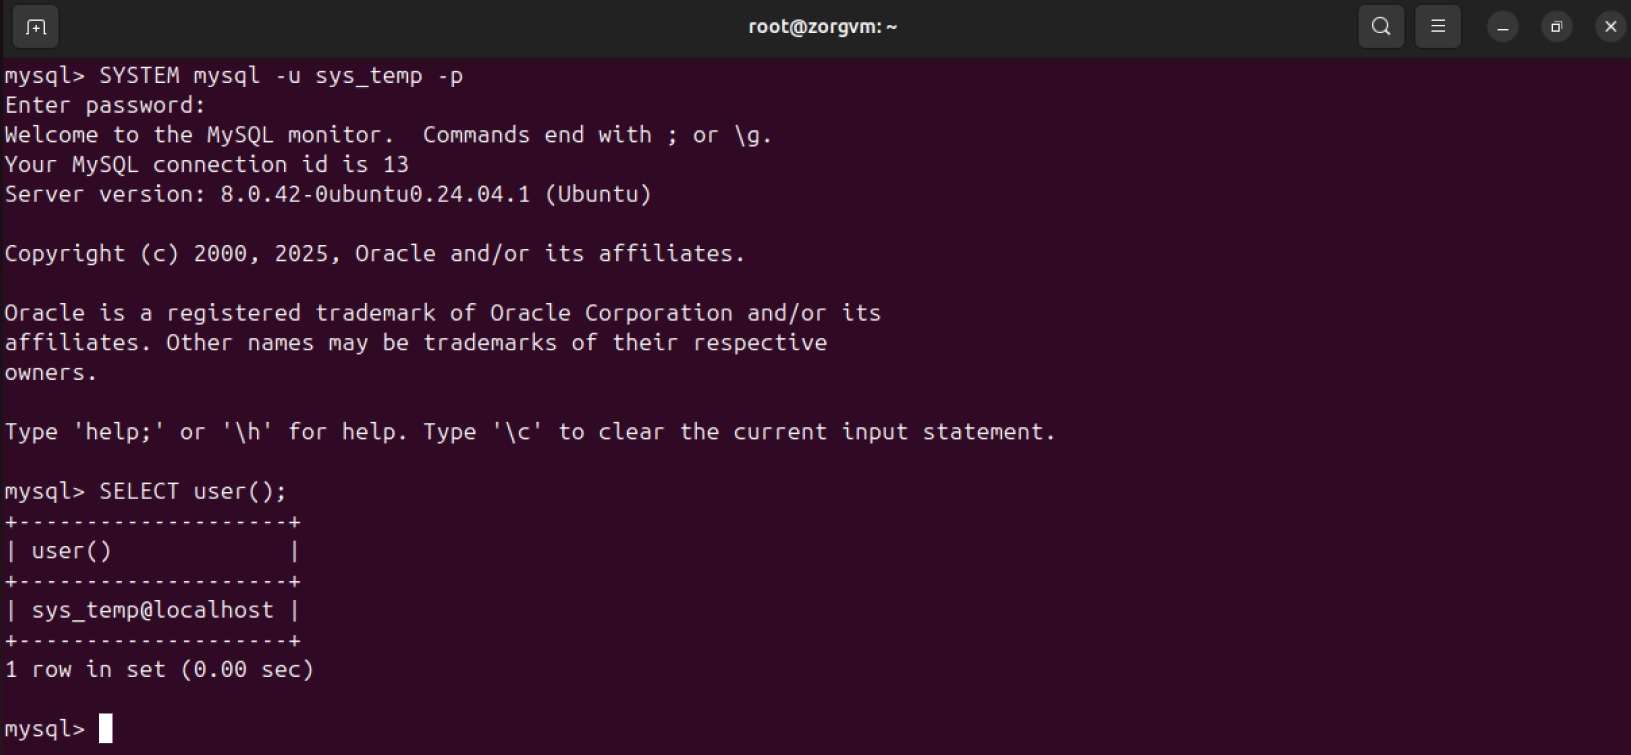 root@zorgvm: ~
mysql> SYSTEM mysql -u sys_temp -p
Enter password:
Welcome to the MySQL monitor.  Commands end with ; or \g.
Your MySQL connection id is 13
Server version: 8.0.42-0ubuntu0.24.04.1 (Ubuntu)

Copyright (c) 2000, 2025, Oracle and/or its affiliates.

Oracle is a registered trademark of Oracle Corporation and/or its
affiliates. Other names may be trademarks of their respective
owners.

Type 'help;' or '\h' for help. Type '\c' to clear the current input statement.

mysql> SELECT user();
+--------------------+
| user()             |
+--------------------+
| sys_temp@localhost |
+--------------------+
1 row in set (0.00 sec)

mysql>